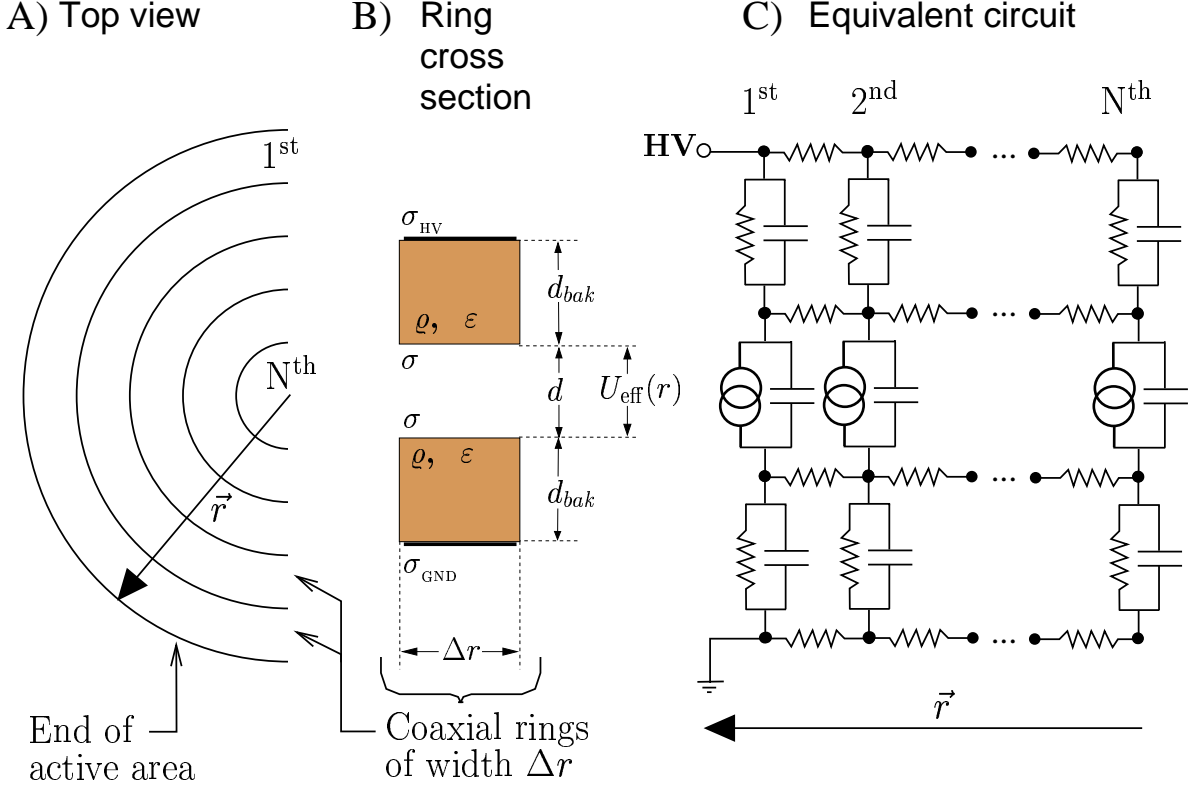 A) Top view
1st
Nth
r⃗
End of
active area
B) Ring
cross
section
σHV
dbak
ϱ, ε
σ
d
Ueff(r)
σ
ϱ, ε
dbak
σGND
Δr
Coaxial rings
of width Δr
C) Equivalent circuit
1st 2nd Nth
HV
...
...
...
...
r⃗